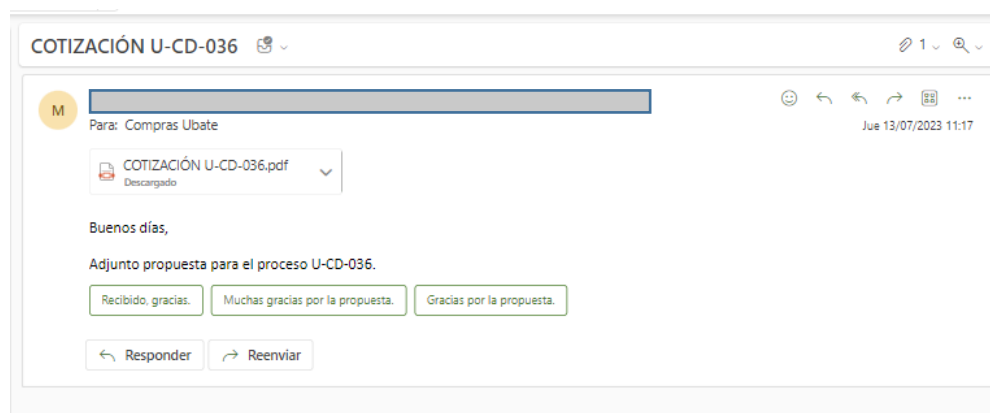 COTIZACIÓN U-CD-036
1
M
Para: Compras Ubate
Jue 13/07/2023 11:17
COTIZACIÓN U-CD-036.pdf
Descargado
Buenos días,
Adjunto propuesta para el proceso U-CD-036.
Recibido, gracias. Muchas gracias por la propuesta. Gracias por la propuesta.
Responder Reenviar